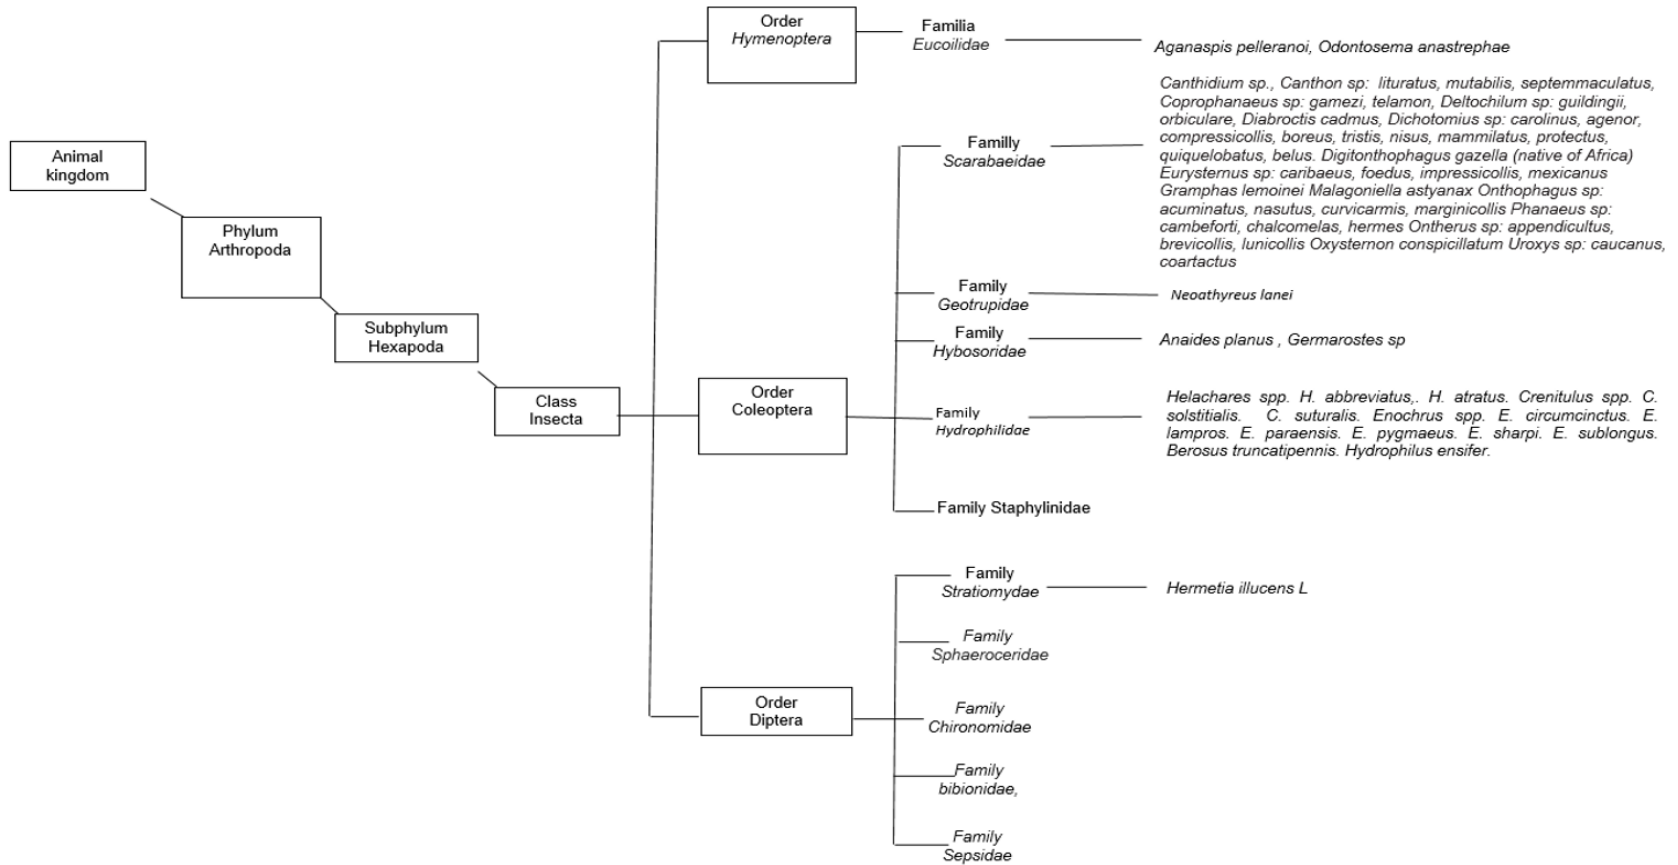 Animal
kingdom
Phylum
Arthropoda
Subphylum
Hexapoda
Class
Insecta
Order
Hymenoptera
Familia
Eucoilidae
Aganaspis pelleranoi, Odontosema anastrephae
Order
Coleoptera
Familly
Scarabaeidae
Canthidium sp., Canthon sp: lituratus, mutabilis, septemmaculatus,
Coprophanaeus sp: gamezi, telamon, Deltochilum sp: guildingii,
orbiculare, Diabroctis cadmus, Dichotomius sp: carolinus, agenor,
compressicollis, boreus, tristis, nisus, mammilatus, protectus,
quiquelobatus, belus. Digitonthophagus gazella (native of Africa)
Eurysternus sp: caribaeus, foedus, impressicollis, mexicanus
Gramphas lemoinei Malagoniella astyanax Onthophagus sp:
acuminatus, nasutus, curvicarmis, marginicollis Phanaeus sp:
cambeforti, chalcomelas, hermes Ontherus sp: appendicultus,
brevicollis, lunicollis Oxysternon conspicillatum Uroxys sp: caucanus,
coartactus
Family
Geotrupidae
Neoathyreus lanei
Family
Hybosoridae
Anaides planus , Germarostes sp
Family
Hydrophilidae
Helachares spp. H. abbreviatus,. H. atratus. Crenitulus spp. C.
solstitialis. C. suturalis. Enochrus spp. E. circumcinctus. E.
lampros. E. paraensis. E. pygmaeus. E. sharpi. E. sublongus.
Berosus truncatipennis. Hydrophilus ensifer.
Family Staphylinidae
Order
Diptera
Family
Stratiomydae
Hermetia illucens L
Family
Sphaeroceridae
Family
Chironomidae
Family
bibionidae,
Family
Sepsidae